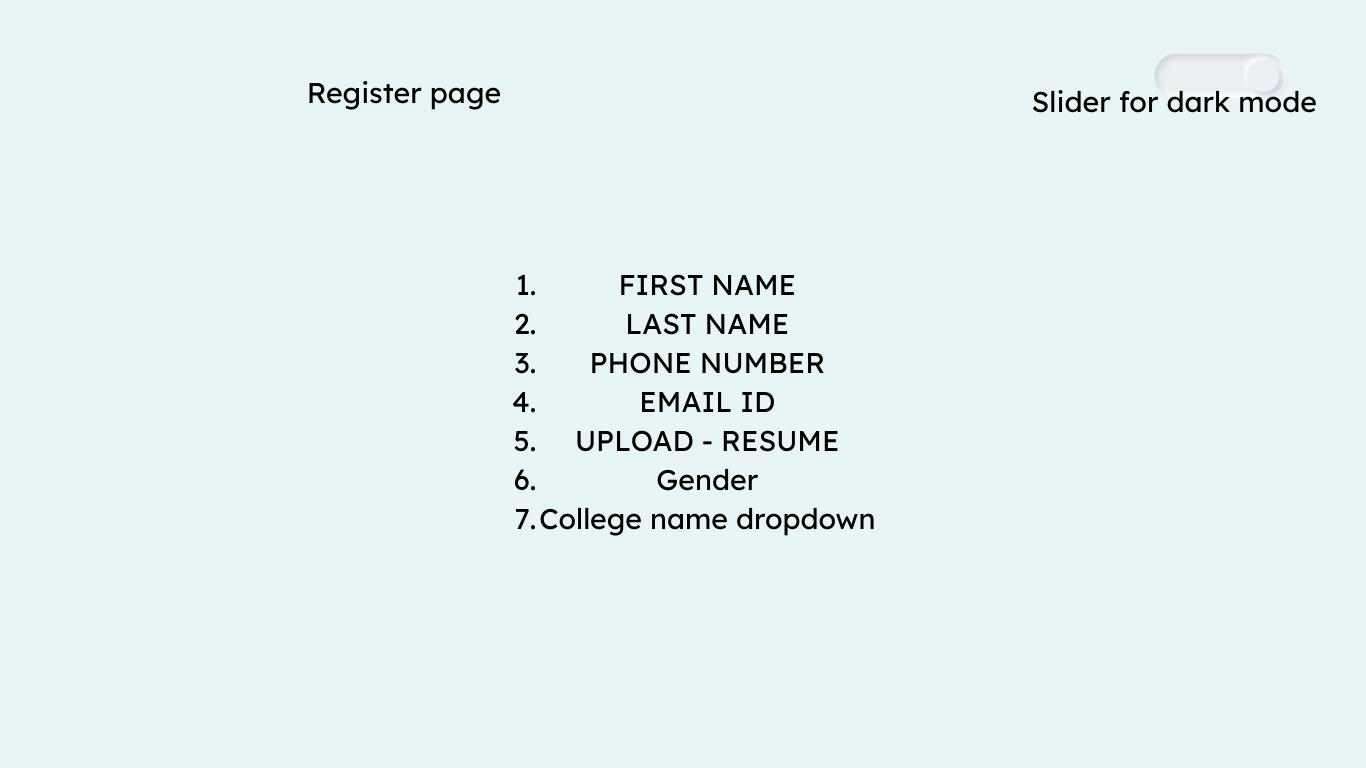 Register page
Slider for dark mode
1. FIRST NAME
2. LAST NAME
3. PHONE NUMBER
4. EMAIL ID
5. UPLOAD - RESUME
6. Gender
7. College name dropdown